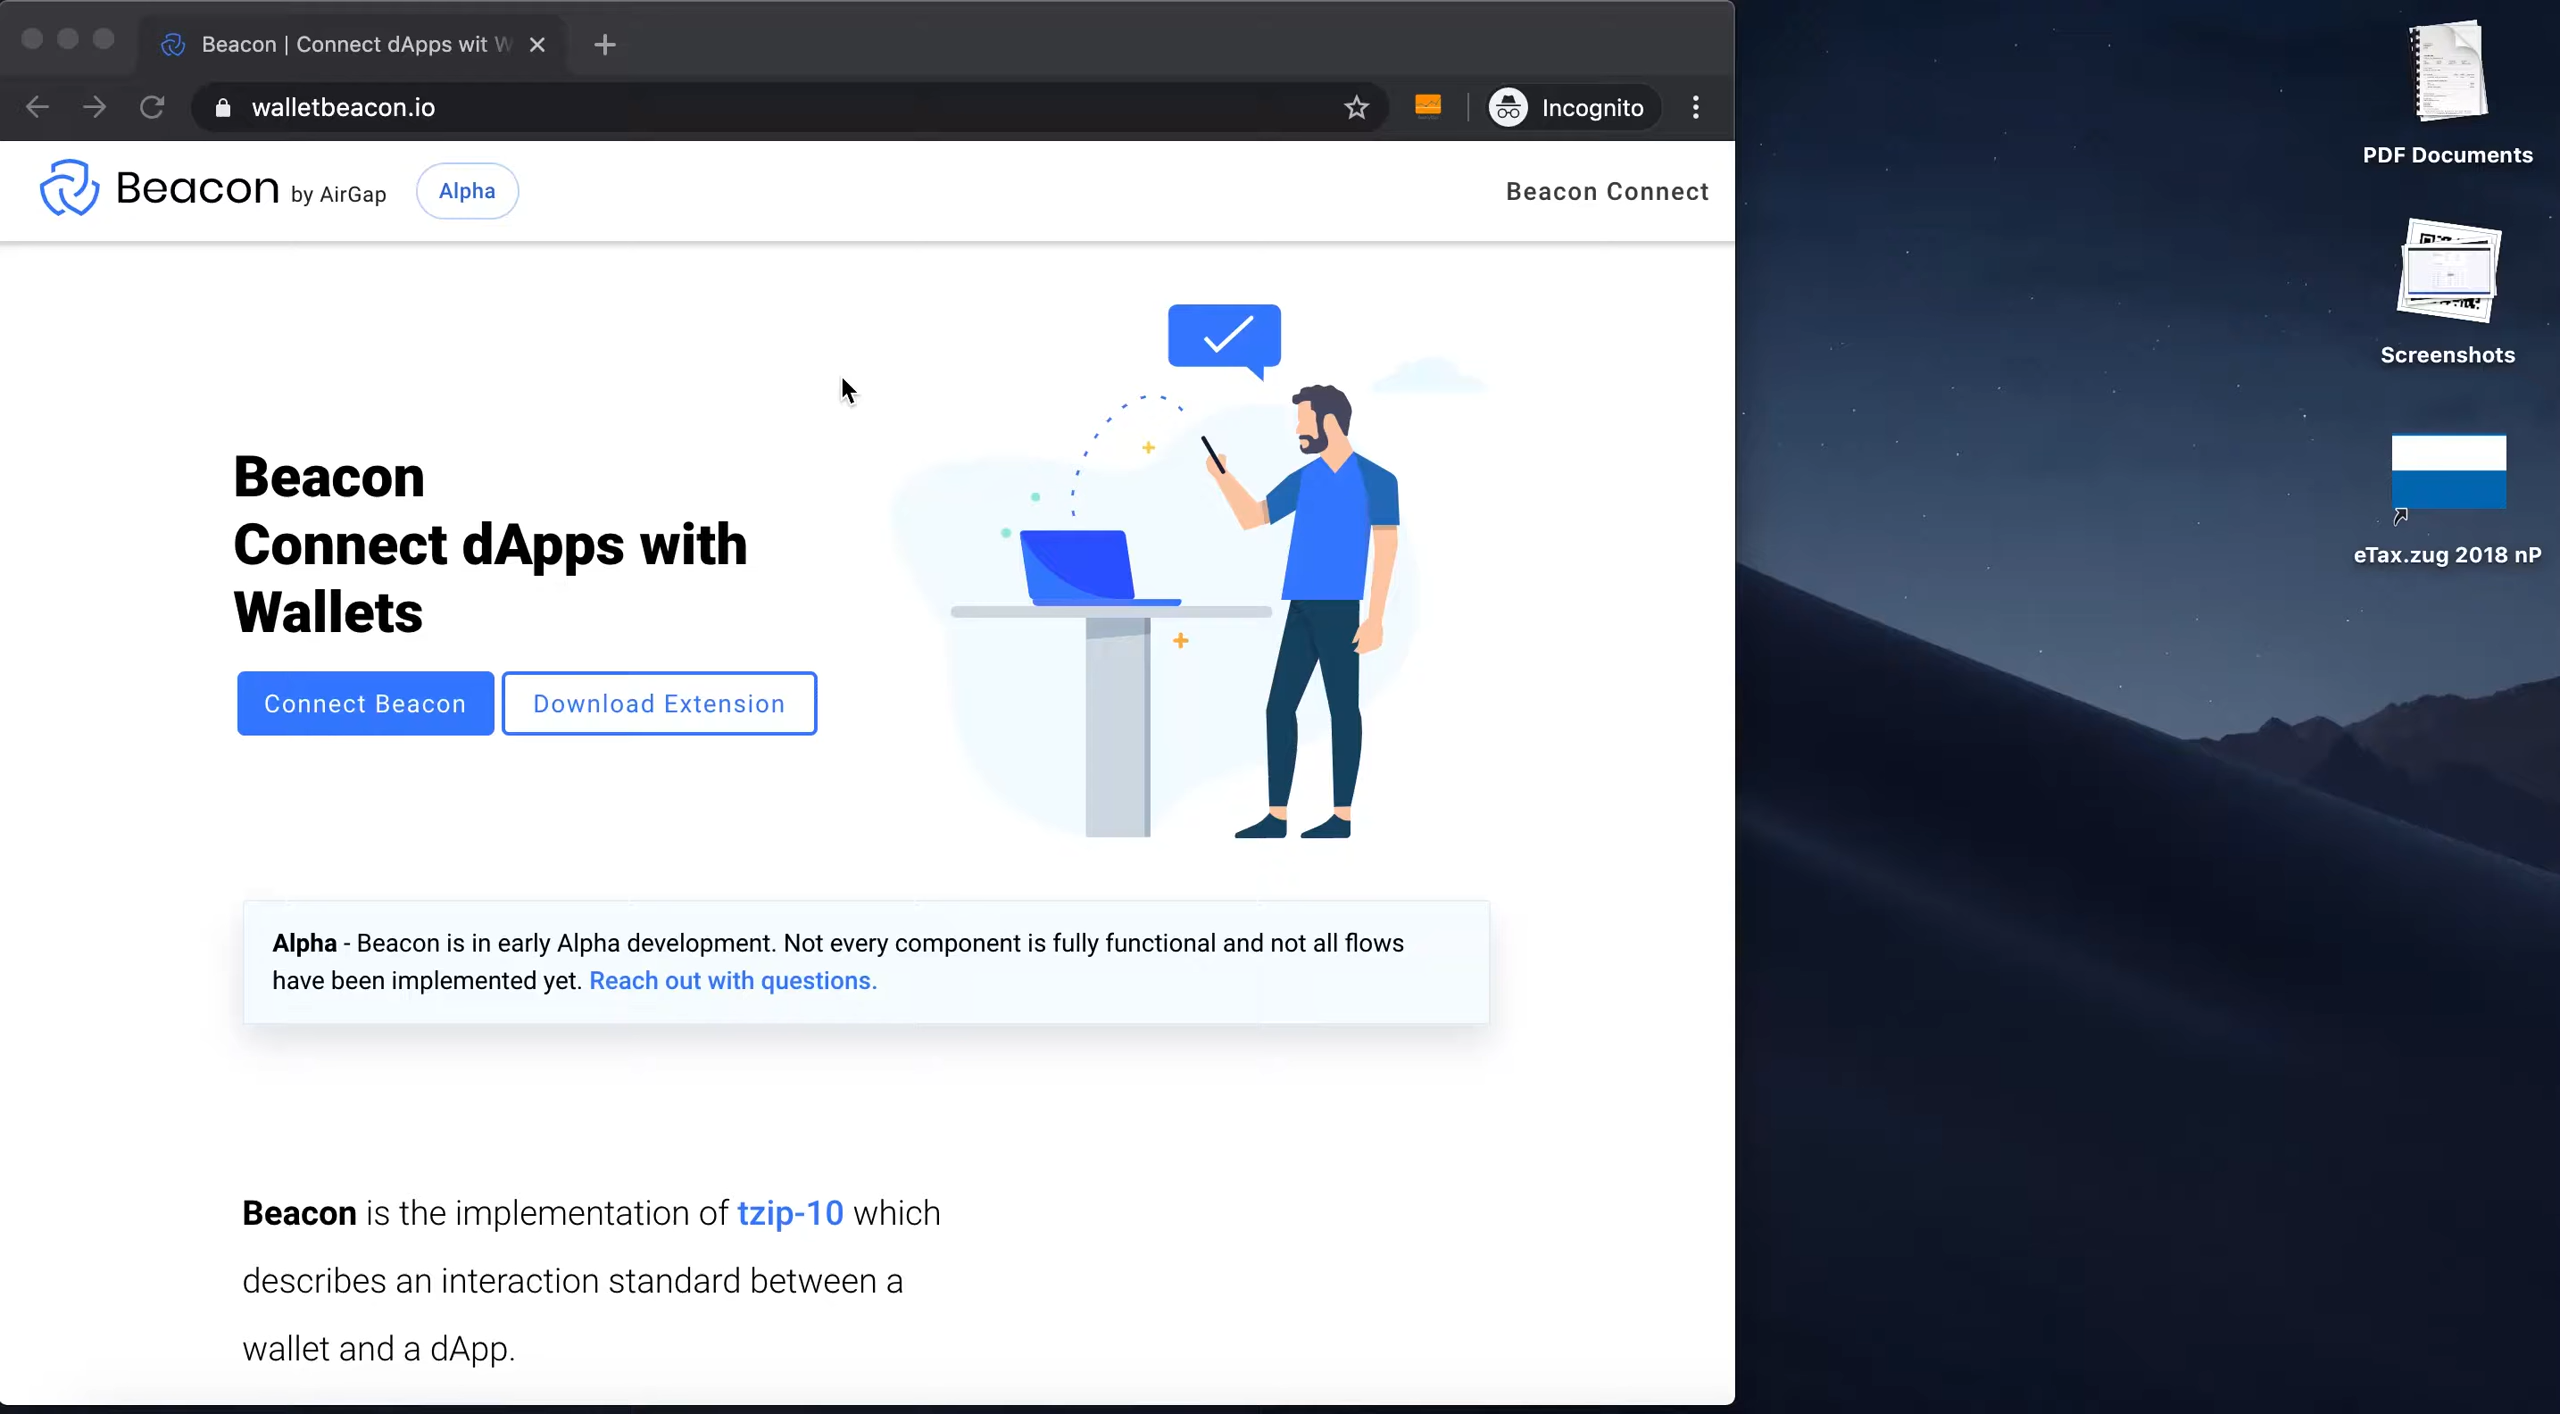 Beacon | Connect dApps wit W
walletbeacon.io
Incognito
Beacon by AirGap
Alpha
Beacon Connect
Beacon
Connect dApps with
Wallets
Connect Beacon
Download Extension
Alpha - Beacon is in early Alpha development. Not every component is fully functional and not all flows
have been implemented yet. Reach out with questions.
Beacon is the implementation of tzip-10 which
describes an interaction standard between a
wallet and a dApp.
PDF Documents
Screenshots
eTax.zug 2018 nP